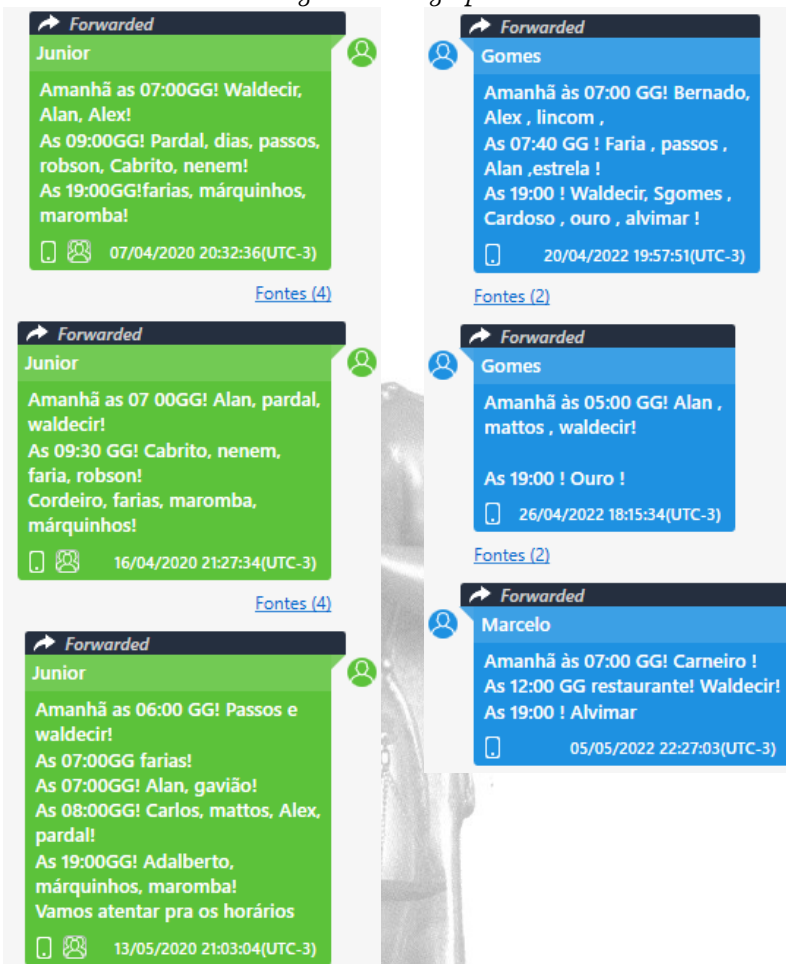 Forwarded
Junior
Amanhã as 07:00GG! Waldecir,
Alan, Alex!
As 09:00GG! Pardal, dias, passos,
robson, Cabrito, nenem!
As 19:00GG!farias, márquinhos,
maromba!
07/04/2020 20:32:36(UTC-3)
Fontes (4)
Forwarded
Junior
Amanhã as 07 00GG! Alan, pardal,
waldecir!
As 09:30 GG! Cabrito, nenem,
faria, robson!
Cordeiro, farias, maromba,
márquinhos!
16/04/2020 21:27:34(UTC-3)
Fontes (4)
Forwarded
Junior
Amanhã as 06:00 GG! Passos e
waldecir!
As 07:00GG farias!
As 07:00GG! Alan, gavião!
As 08:00GG! Carlos, mattos, Alex,
pardal!
As 19:00GG! Adalberto,
márquinhos, maromba!
Vamos atentar pra os horários
13/05/2020 21:03:04(UTC-3)
Forwarded
Gomes
Amanhã às 07:00 GG! Bernado,
Alex , lincom ,
As 07:40 GG ! Faria , passos ,
Alan ,estrela !
As 19:00 ! Waldecir, Sgomes ,
Cardoso , ouro , alvimar !
20/04/2022 19:57:51(UTC-3)
Fontes (2)
Forwarded
Gomes
Amanhã às 05:00 GG! Alan ,
mattos , waldecir!
As 19:00 ! Ouro !
26/04/2022 18:15:34(UTC-3)
Fontes (2)
Forwarded
Marcelo
Amanhã às 07:00 GG! Carneiro !
As 12:00 GG restaurante! Waldecir!
As 19:00 ! Alvimar
05/05/2022 22:27:03(UTC-3)